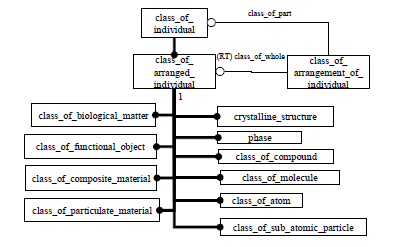 class_of_
individual
class_of_part
class_of_
arranged_
individual
(RT) class_of_whole
class_of_
arrangement_of_
individual
1
class_of_biological_matter
crystalline_structure
phase
class_of_functional_object
class_of_compound
class_of_composite_material
class_of_molecule
class_of_atom
class_of_particulate_material
class_of_sub_atomic_particle